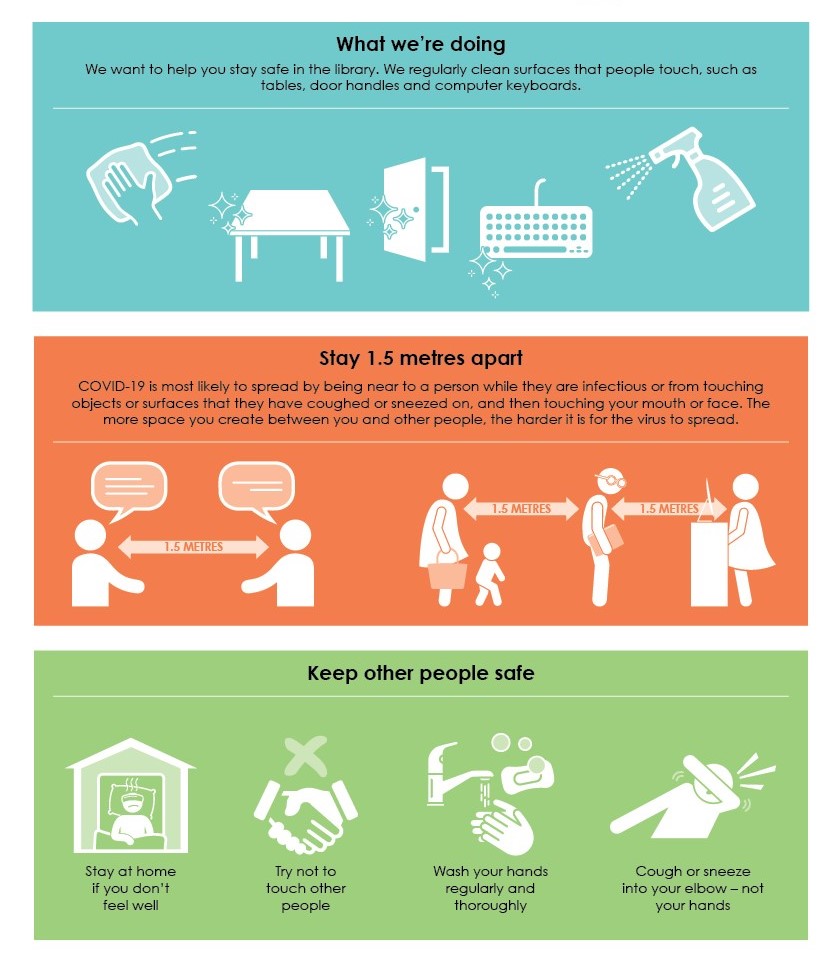 What we're doing
We want to help you stay safe in the library. We regularly clean surfaces that people touch, such as
tables, door handles and computer keyboards.
Stay 1.5 metres apart
COVID-19 is most likely to spread by being near to a person while they are infectious or from touching
objects or surfaces that they have coughed or sneezed on, and then touching your mouth or face. The
more space you create between you and other people, the harder it is for the virus to spread.
1.5 METRES
1.5 METRES
1.5 METRES
Keep other people safe
Stay at home
if you don't
feel well
Try not to
touch other
people
Wash your hands
regularly and
thoroughly
Cough or sneeze
into your elbow – not
your hands